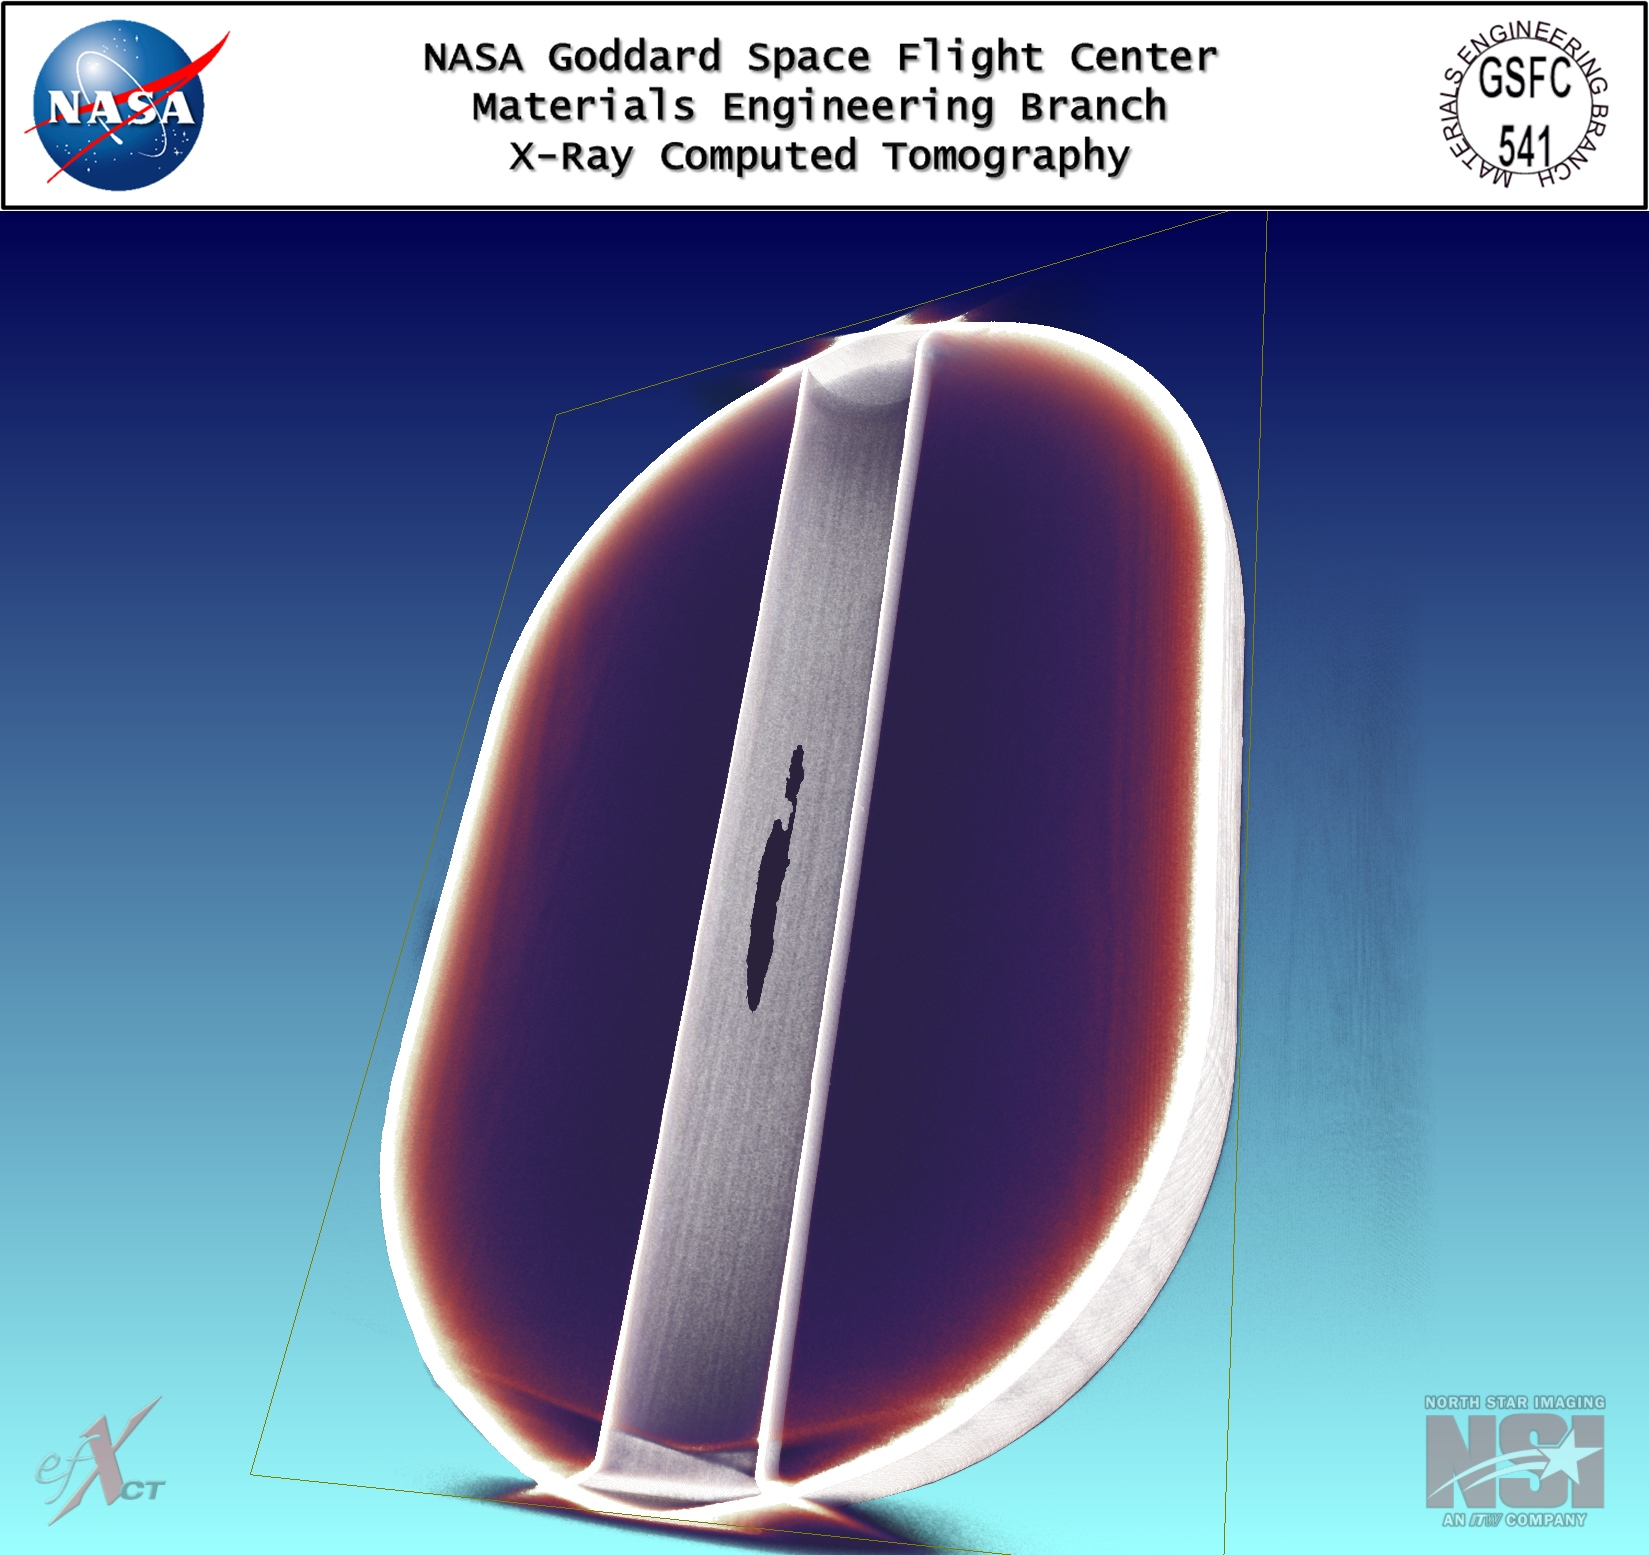 NASA
NASA Goddard Space Flight Center
Materials Engineering Branch
X-Ray Computed Tomography
MATERIALS ENGINEERING BRANCH
GSFC
541
efX
CT
NORTH STAR IMAGING
NSI
AN ITW COMPANY